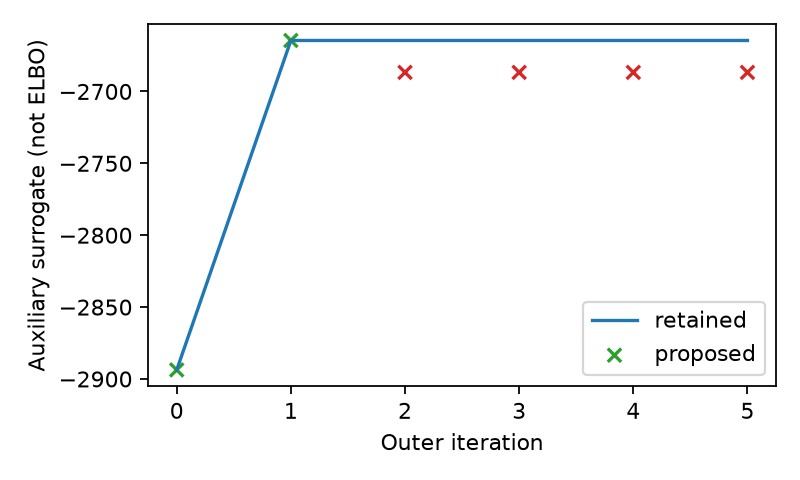 Auxiliary surrogate (not ELBO)
−2700
−2750
−2800
−2850
−2900
0 1 2 3 4 5
Outer iteration
retained
proposed